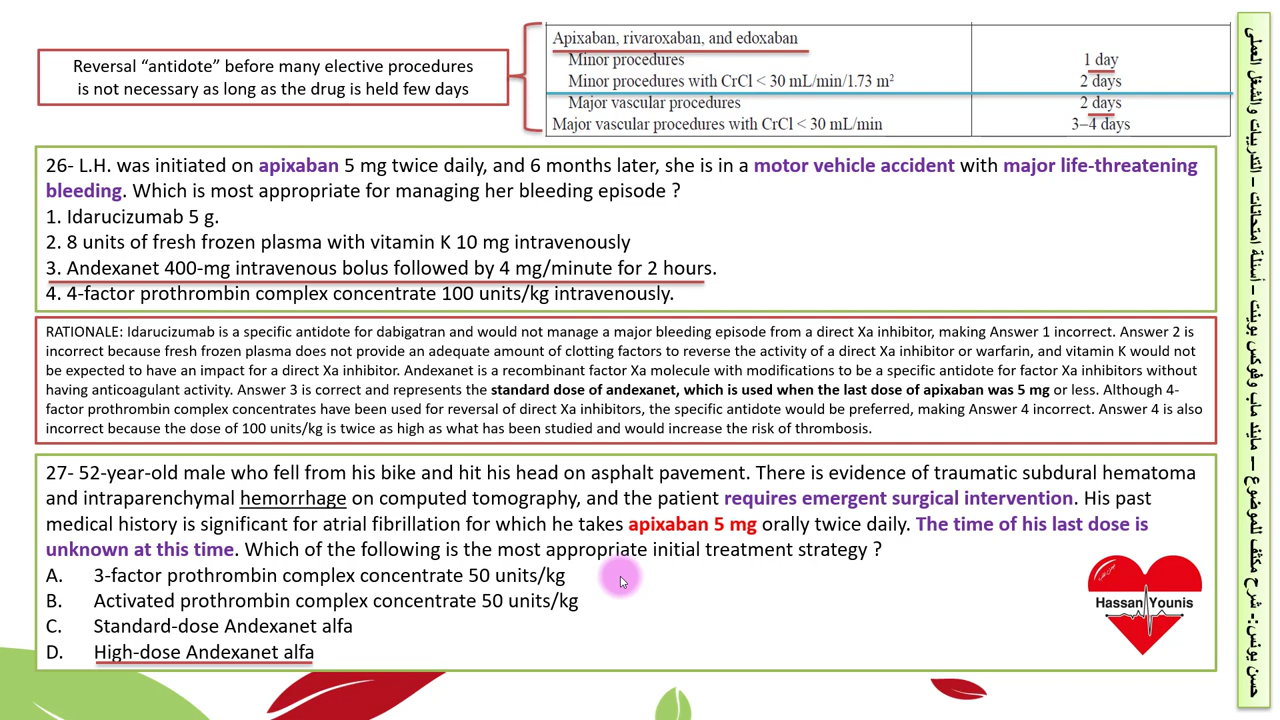 Reversal “antidote” before many elective procedures
is not necessary as long as the drug is held few days
Apixaban, rivaroxaban, and edoxaban
Minor procedures 1 day
Minor procedures with CrCl < 30 mL/min/1.73 m² 2 days
Major vascular procedures 2 days
Major vascular procedures with CrCl < 30 mL/min 3–4 days
26- L.H. was initiated on apixaban 5 mg twice daily, and 6 months later, she is in a motor vehicle accident with major life-threatening
bleeding. Which is most appropriate for managing her bleeding episode ?
1. Idarucizumab 5 g.
2. 8 units of fresh frozen plasma with vitamin K 10 mg intravenously
3. Andexanet 400-mg intravenous bolus followed by 4 mg/minute for 2 hours.
4. 4-factor prothrombin complex concentrate 100 units/kg intravenously.
RATIONALE: Idarucizumab is a specific antidote for dabigatran and would not manage a major bleeding episode from a direct Xa inhibitor, making Answer 1 incorrect. Answer 2 is
incorrect because fresh frozen plasma does not provide an adequate amount of clotting factors to reverse the activity of a direct Xa inhibitor or warfarin, and vitamin K would not
be expected to have an impact for a direct Xa inhibitor. Andexanet is a recombinant factor Xa molecule with modifications to be a specific antidote for factor Xa inhibitors without
having anticoagulant activity. Answer 3 is correct and represents the standard dose of andexanet, which is used when the last dose of apixaban was 5 mg or less. Although 4-
factor prothrombin complex concentrates have been used for reversal of direct Xa inhibitors, the specific antidote would be preferred, making Answer 4 incorrect. Answer 4 is also
incorrect because the dose of 100 units/kg is twice as high as what has been studied and would increase the risk of thrombosis.
27- 52-year-old male who fell from his bike and hit his head on asphalt pavement. There is evidence of traumatic subdural hematoma
and intraparenchymal hemorrhage on computed tomography, and the patient requires emergent surgical intervention. His past
medical history is significant for atrial fibrillation for which he takes apixaban 5 mg orally twice daily. The time of his last dose is
unknown at this time. Which of the following is the most appropriate initial treatment strategy ?
A. 3-factor prothrombin complex concentrate 50 units/kg
B. Activated prothrombin complex concentrate 50 units/kg
C. Standard-dose Andexanet alfa
D. High-dose Andexanet alfa
Hassan Younis
حسن يونس:- شرح مكثف للموضوع – مايند ماب وفوكس بوينت – أسئلة امتحانات – التدريبات والشغل العملى